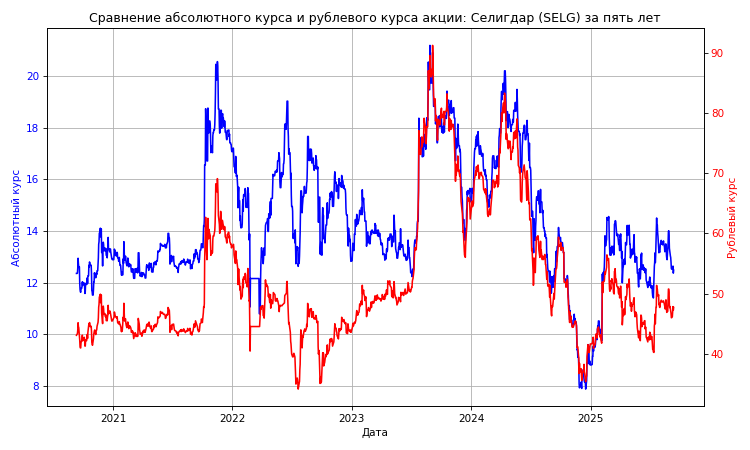 Сравнение абсолютного курса и рублевого курса акции: Селигдар (SELG) за пять лет
Абсолютный курс
20
18
16
14
12
10
8
90
80
70
60
50
40
Рублевый курс
2021 2022 2023 2024 2025
Дата